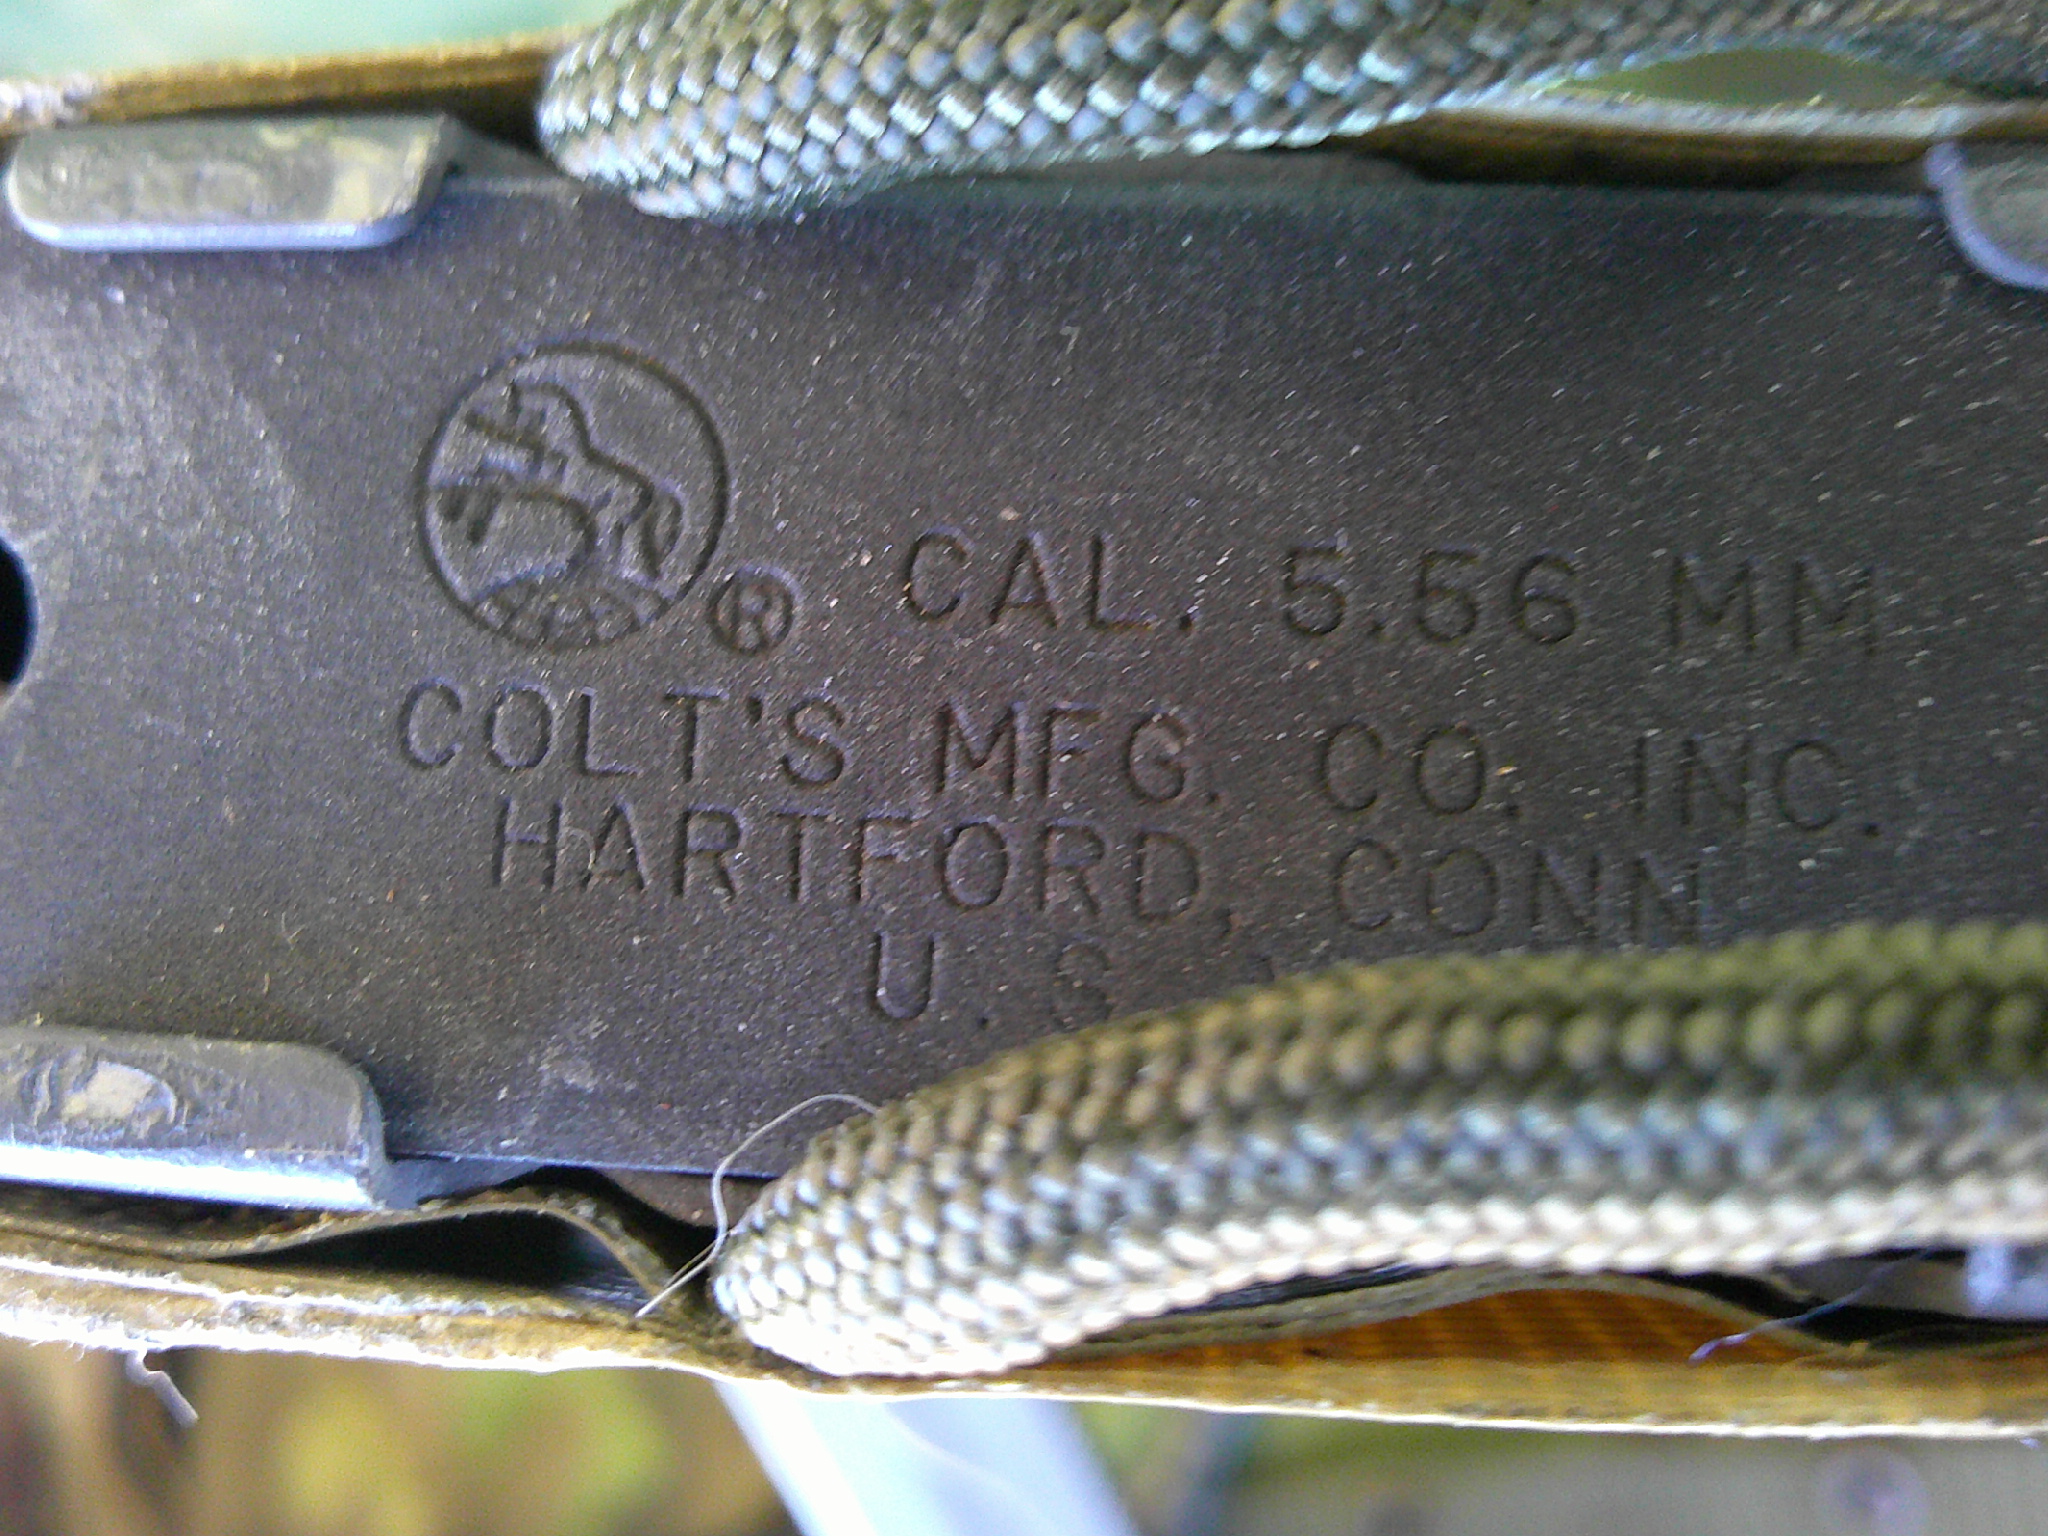 ® CAL. 5.56 MM
COLT'S MFG. CO. INC.
HARTFORD, CONN
U.S